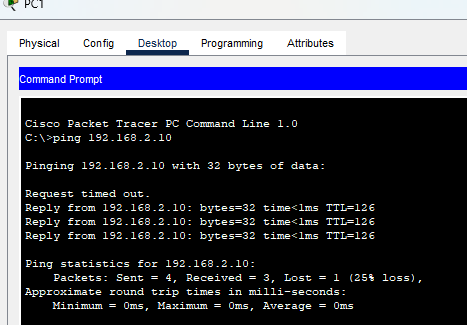 PC1
Physical Config Desktop Programming Attributes
Command Prompt
Cisco Packet Tracer PC Command Line 1.0
C:\>ping 192.168.2.10
Pinging 192.168.2.10 with 32 bytes of data:
Request timed out.
Reply from 192.168.2.10: bytes=32 time<1ms TTL=126
Reply from 192.168.2.10: bytes=32 time<1ms TTL=126
Reply from 192.168.2.10: bytes=32 time<1ms TTL=126
Ping statistics for 192.168.2.10:
Packets: Sent = 4, Received = 3, Lost = 1 (25% loss),
Approximate round trip times in milli-seconds:
Minimum = 0ms, Maximum = 0ms, Average = 0ms